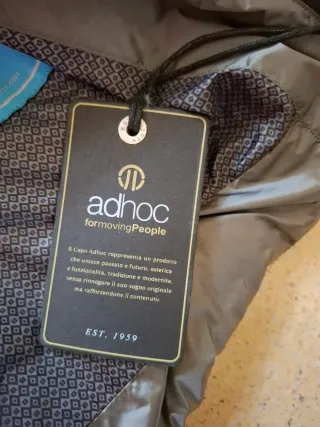 adhoc
formovingPeople
Il Capo Adhoc rappresenta un prodotto
che unisce passato e futuro, esterica
e funzionalità, tradizione e modernità.
senza rinnegare il suo sogno originale
ma rafforzandone il contenuto.
EST. 1959